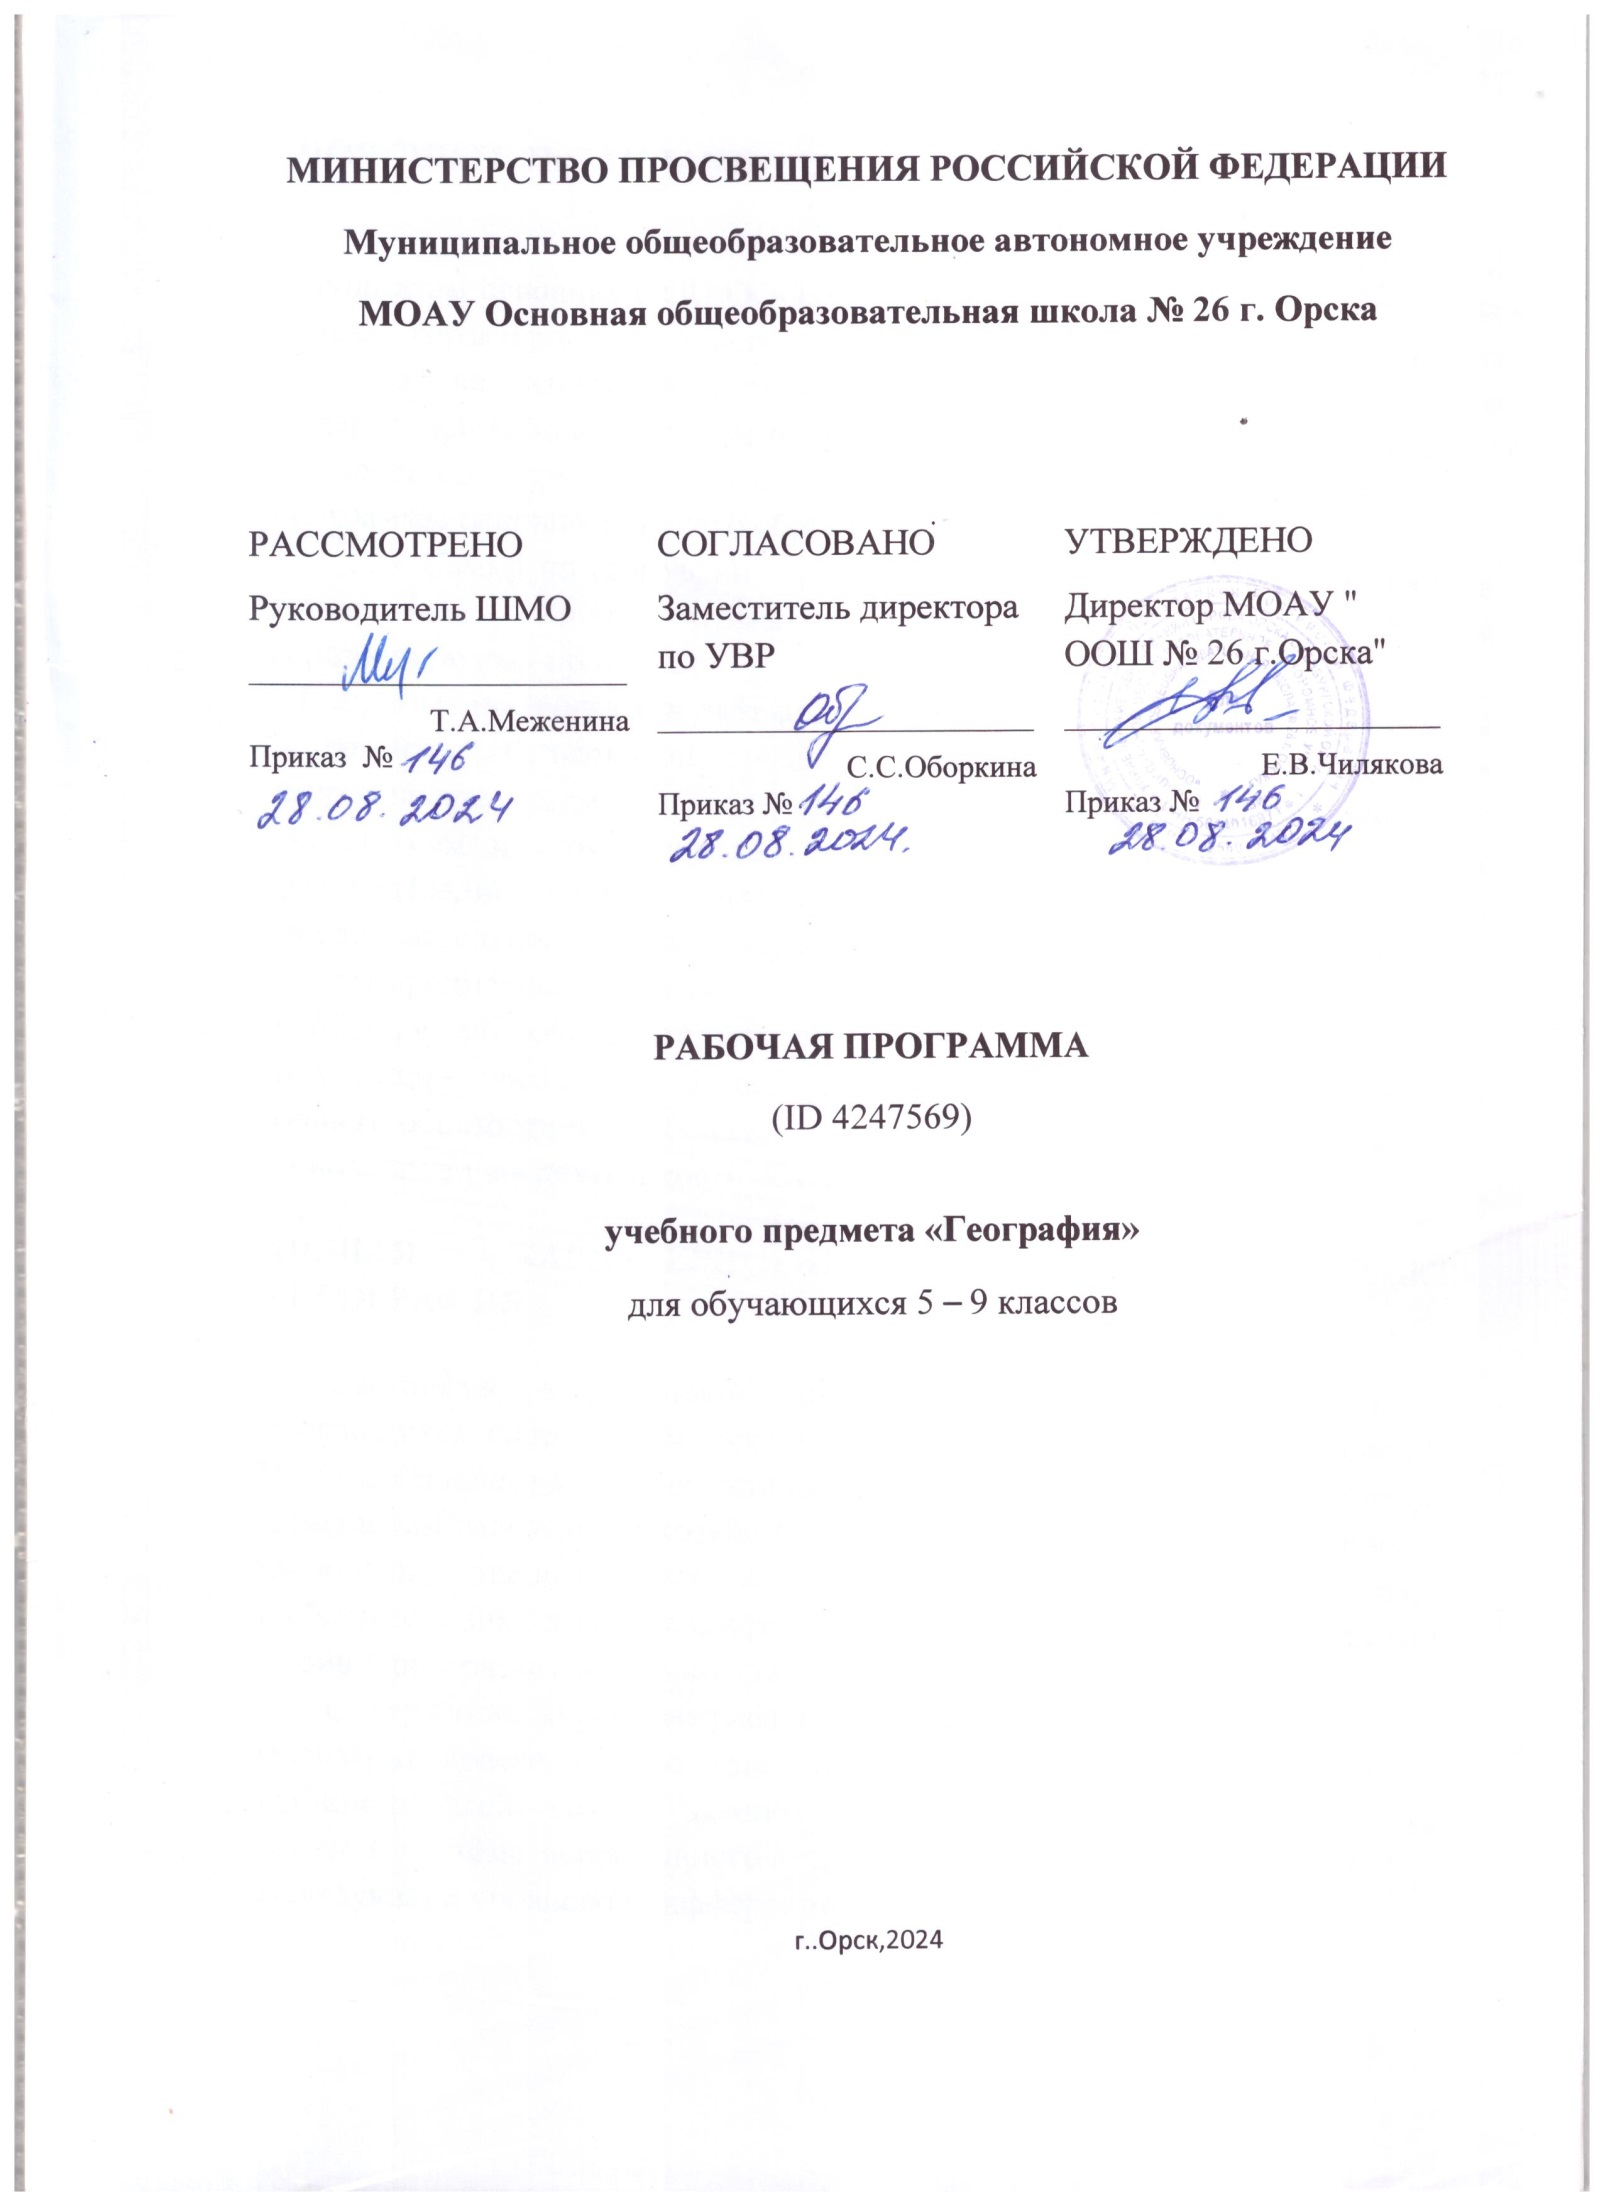 МИНИСТЕРСТВО ПРОСВЕЩЕНИЯ РОССИЙСКОЙ ФЕДЕРАЦИИ
Муниципальное общеобразовательное автономное учреждение
МОАУ Основная общеобразовательная школа № 26 г. Орска
РАССМОТРЕНО
Руководитель ШМО
Т.А.Меженина
Приказ № 146
28.08.2024
СОГЛАСОВАНО
Заместитель директора
по УВР
С.С.Оборкина
Приказ № 146
28.08.2024.
УТВЕРЖДЕНО
Директор МОАУ "
ООШ № 26 г.Орска"
документов
Е.В.Чилякова
Приказ № 146
28.08.2024
РАБОЧАЯ ПРОГРАММА
(ID 4247569)
учебного предмета «География»
для обучающихся 5 – 9 классов
г..Орск,2024